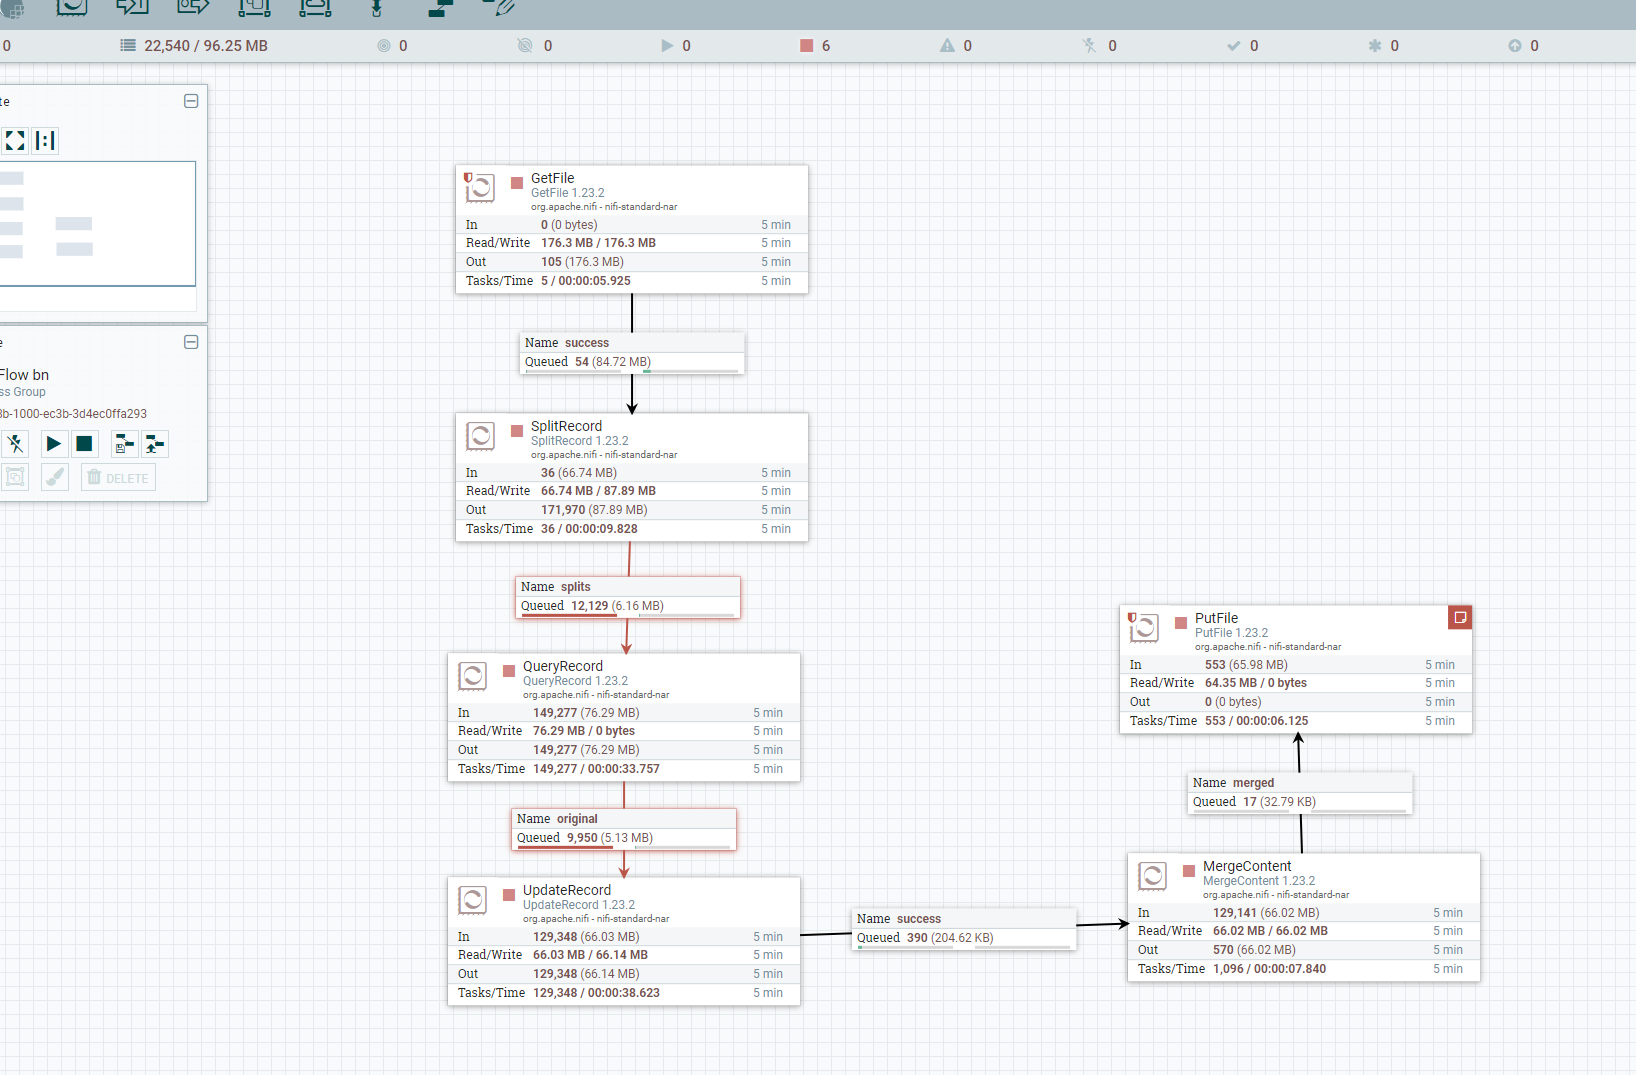 0 22,540 / 96.25 MB 0 0 0 6 0 0 0 0 0
te
e
Flow bn
ss Group
3b-1000-ec3b-3d4ec0ffa293
DELETE
GetFile
GetFile 1.23.2
org.apache.nifi - nifi-standard-nar
In 0 (0 bytes) 5 min
Read/Write 176.3 MB / 176.3 MB 5 min
Out 105 (176.3 MB) 5 min
Tasks/Time 5 / 00:00:05.925 5 min
Name success
Queued 54 (84.72 MB)
SplitRecord
SplitRecord 1.23.2
org.apache.nifi - nifi-standard-nar
In 36 (66.74 MB) 5 min
Read/Write 66.74 MB / 87.89 MB 5 min
Out 171,970 (87.89 MB) 5 min
Tasks/Time 36 / 00:00:09.828 5 min
Name splits
Queued 12,129 (6.16 MB)
QueryRecord
QueryRecord 1.23.2
org.apache.nifi - nifi-standard-nar
In 149,277 (76.29 MB) 5 min
Read/Write 76.29 MB / 0 bytes 5 min
Out 149,277 (76.29 MB) 5 min
Tasks/Time 149,277 / 00:00:33.757 5 min
Name original
Queued 9,950 (5.13 MB)
UpdateRecord
UpdateRecord 1.23.2
org.apache.nifi - nifi-standard-nar
In 129,348 (66.03 MB) 5 min
Read/Write 66.03 MB / 66.14 MB 5 min
Out 129,348 (66.14 MB) 5 min
Tasks/Time 129,348 / 00:00:38.623 5 min
Name success
Queued 390 (204.62 KB)
MergeContent
MergeContent 1.23.2
org.apache.nifi - nifi-standard-nar
In 129,141 (66.02 MB) 5 min
Read/Write 66.02 MB / 66.02 MB 5 min
Out 570 (66.02 MB) 5 min
Tasks/Time 1,096 / 00:00:07.840 5 min
Name merged
Queued 17 (32.79 KB)
PutFile
PutFile 1.23.2
org.apache.nifi - nifi-standard-nar
In 553 (65.98 MB) 5 min
Read/Write 64.35 MB / 0 bytes 5 min
Out 0 (0 bytes) 5 min
Tasks/Time 553 / 00:00:06.125 5 min